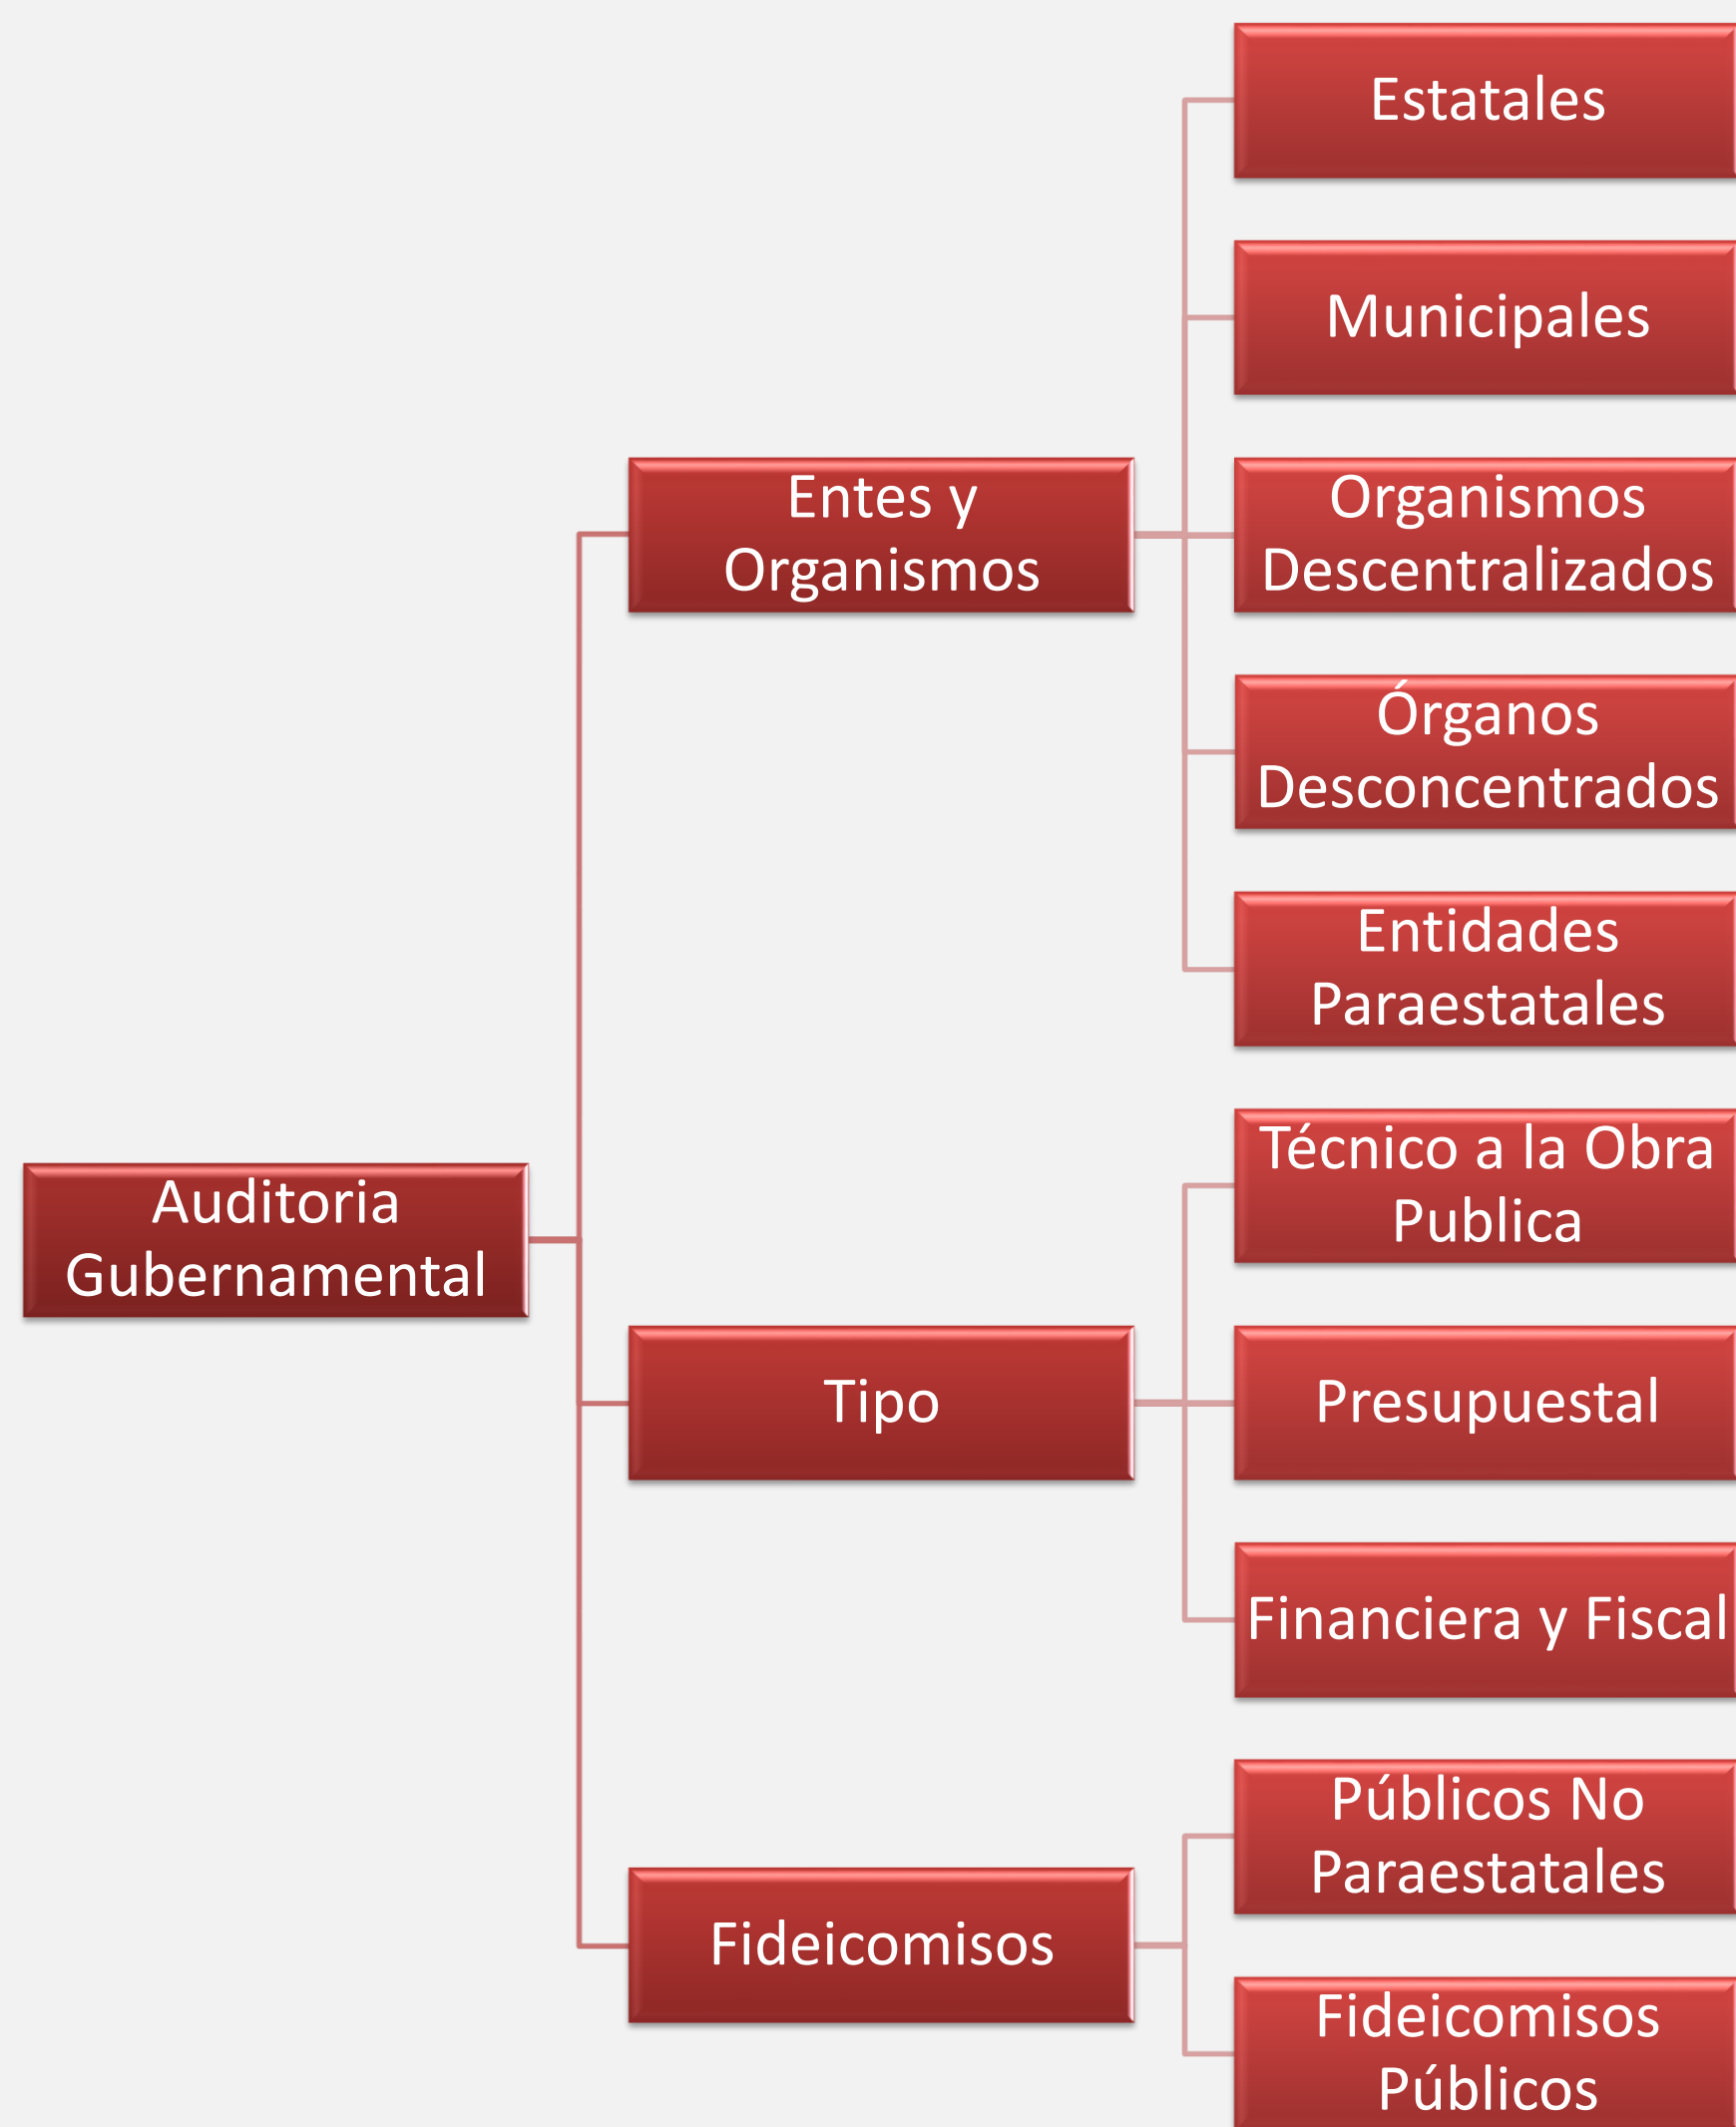 Auditoria
Gubernamental
Entes y
Organismos
Estatales
Municipales
Organismos
Descentralizados
Órganos
Desconcentrados
Entidades
Paraestatales
Tipo
Técnico a la Obra
Publica
Presupuestal
Financiera y Fiscal
Fideicomisos
Públicos No
Paraestatales
Fideicomisos
Públicos